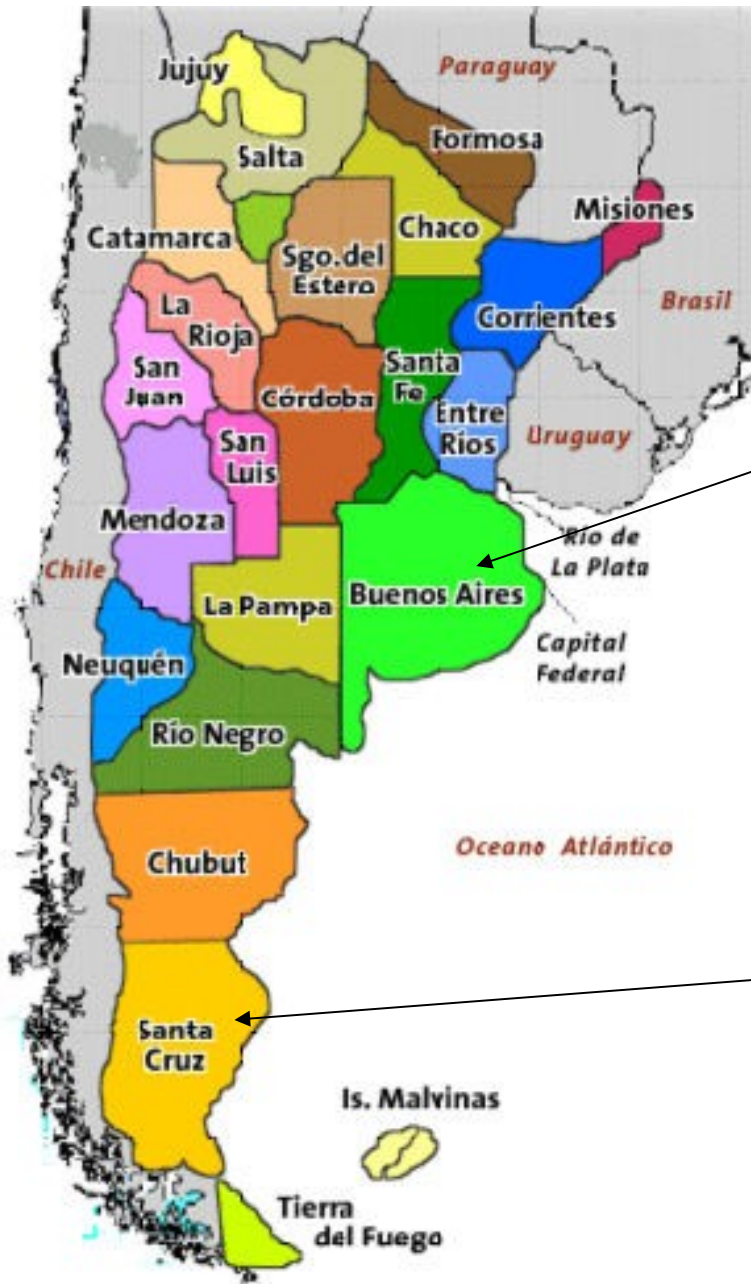 Jujuy
Paraguay
Formosa
Salta
Misiones
Chaco
Catamarca
Sgo. del
Estero
La
Rioja
Corrientes
Brasil
San
Juan
Santa
Fe
Córdoba
Entre
Ríos
San
Luis
Uruguay
Mendoza
Río de
La Plata
Chile
Buenos Aires
La Pampa
Capital
Federal
Neuquén
Río Negro
Oceano Atlántico
Chubut
Santa
Cruz
Is. Malvinas
Tierra
del Fuego